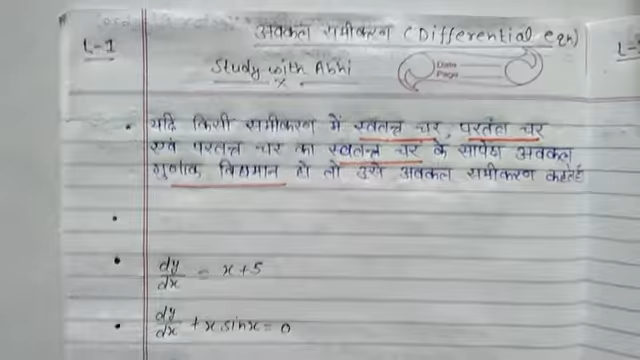 अवकल समीकरण (Differential eqn)
L-1
Study with Abhi
Date
Page
यदि किसी समीकरण में स्वतन्त्र चर, परतंत्र चर
एवं परतन्त्र चर का स्वतन्त्र चर के सापेक्ष अवकल
गुणांक विद्यमान हो तो उसे अवकल समीकरण कहते हैं
dy/dx = x+5
dy/dx + x sinx = 0